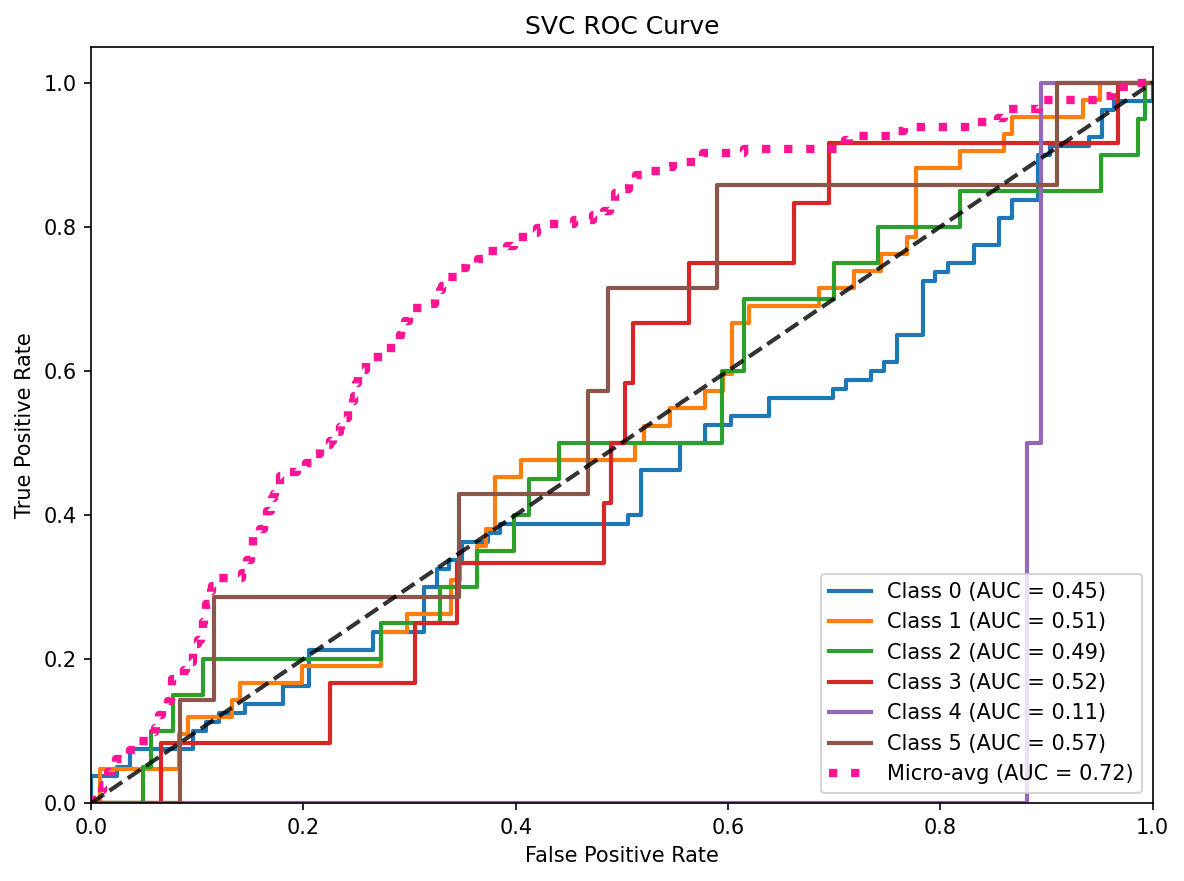 SVC ROC Curve
True Positive Rate
1.0
0.8
0.6
0.4
0.2
0.0
Class 0 (AUC = 0.45)
Class 1 (AUC = 0.51)
Class 2 (AUC = 0.49)
Class 3 (AUC = 0.52)
Class 4 (AUC = 0.11)
Class 5 (AUC = 0.57)
Micro-avg (AUC = 0.72)
0.0 0.2 0.4 0.6 0.8 1.0
False Positive Rate